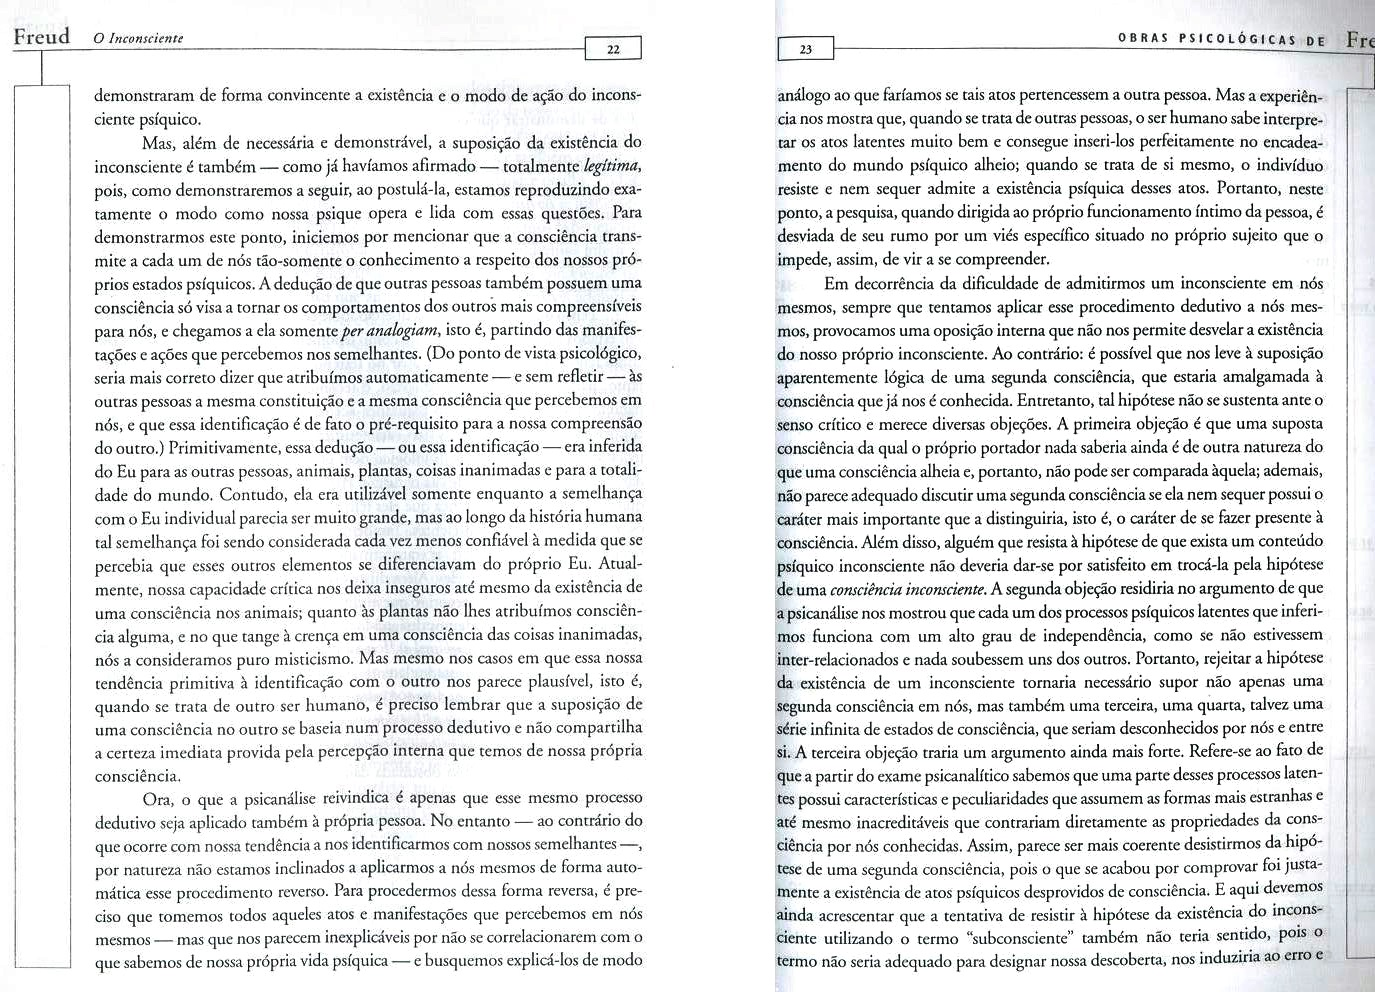 Freud O Inconsciente
22
demonstraram de forma convincente a existência e o modo de ação do incons-
ciente psíquico.
Mas, além de necessária e demonstrável, a suposição da existência do
inconsciente é também — como já havíamos afirmado — totalmente legítima,
pois, como demonstraremos a seguir, ao postulá-la, estamos reproduzindo exa-
tamente o modo como nossa psique opera e lida com essas questões. Para
demonstrarmos este ponto, iniciemos por mencionar que a consciência trans-
mite a cada um de nós tão-somente o conhecimento a respeito dos nossos pró-
prios estados psíquicos. A dedução de que outras pessoas também possuem uma
consciência só visa a tornar os comportamentos dos outros mais compreensíveis
para nós, e chegamos a ela somente per analogiam, isto é, partindo das manifes-
tações e ações que percebemos nos semelhantes. (Do ponto de vista psicológico,
seria mais correto dizer que atribuímos automaticamente — e sem refletir — às
outras pessoas a mesma constituição e a mesma consciência que percebemos em
nós, e que essa identificação é de fato o pré-requisito para a nossa compreensão
do outro.) Primitivamente, essa dedução — ou essa identificação — era inferida
do Eu para as outras pessoas, animais, plantas, coisas inanimadas e para a totali-
dade do mundo. Contudo, ela era utilizável somente enquanto a semelhança
com o Eu individual parecia ser muito grande, mas ao longo da história humana
tal semelhança foi sendo considerada cada vez menos confiável à medida que se
percebia que esses outros elementos se diferenciavam do próprio Eu. Atual-
mente, nossa capacidade crítica nos deixa inseguros até mesmo da existência de
uma consciência nos animais; quanto às plantas não lhes atribuímos consciên-
cia alguma, e no que tange à crença em uma consciência das coisas inanimadas,
nós a consideramos puro misticismo. Mas mesmo nos casos em que essa nossa
tendência primitiva à identificação com o outro nos parece plausível, isto é,
quando se trata de outro ser humano, é preciso lembrar que a suposição de
uma consciência no outro se baseia num processo dedutivo e não compartilha
a certeza imediata provida pela percepção interna que temos de nossa própria
consciência.
Ora, o que a psicanálise reivindica é apenas que esse mesmo processo
dedutivo seja aplicado também à própria pessoa. No entanto — ao contrário do
que ocorre com nossa tendência a nos identificarmos com nossos semelhantes —,
por natureza não estamos inclinados a aplicarmos a nós mesmos de forma auto-
mática esse procedimento reverso. Para procedermos dessa forma reversa, é pre-
ciso que tomemos todos aqueles atos e manifestações que percebemos em nós
mesmos — mas que nos parecem inexplicáveis por não se correlacionarem com o
que sabemos de nossa própria vida psíquica — e busquemos explicá-los de modo
23
OBRAS PSICOLÓGICAS DE Fre
análogo ao que faríamos se tais atos pertencessem a outra pessoa. Mas a experiên-
cia nos mostra que, quando se trata de outras pessoas, o ser humano sabe interpre-
tar os atos latentes muito bem e consegue inseri-los perfeitamente no encadea-
mento do mundo psíquico alheio; quando se trata de si mesmo, o indivíduo
resiste e nem sequer admite a existência psíquica desses atos. Portanto, neste
ponto, a pesquisa, quando dirigida ao próprio funcionamento íntimo da pessoa, é
desviada de seu rumo por um viés específico situado no próprio sujeito que o
impede, assim, de vir a se compreender.
Em decorrência da dificuldade de admitirmos um inconsciente em nós
mesmos, sempre que tentamos aplicar esse procedimento dedutivo a nós mes-
mos, provocamos uma oposição interna que não nos permite desvelar a existência
do nosso próprio inconsciente. Ao contrário: é possível que nos leve à suposição
aparentemente lógica de uma segunda consciência, que estaria amalgamada à
consciência que já nos é conhecida. Entretanto, tal hipótese não se sustenta ante o
senso crítico e merece diversas objeções. A primeira objeção é que uma suposta
consciência da qual o próprio portador nada saberia ainda é de outra natureza do
que uma consciência alheia e, portanto, não pode ser comparada àquela; ademais,
não parece adequado discutir uma segunda consciência se ela nem sequer possui o
caráter mais importante que a distinguiria, isto é, o caráter de se fazer presente à
consciência. Além disso, alguém que resista à hipótese de que exista um conteúdo
psíquico inconsciente não deveria dar-se por satisfeito em trocá-la pela hipótese
de uma consciência inconsciente. A segunda objeção residiria no argumento de que
a psicanálise nos mostrou que cada um dos processos psíquicos latentes que inferi-
mos funciona com um alto grau de independência, como se não estivessem
inter-relacionados e nada soubessem uns dos outros. Portanto, rejeitar a hipótese
da existência de um inconsciente tornaria necessário supor não apenas uma
segunda consciência em nós, mas também uma terceira, uma quarta, talvez uma
série infinita de estados de consciência, que seriam desconhecidos por nós e entre
si. A terceira objeção traria um argumento ainda mais forte. Refere-se ao fato de
que a partir do exame psicanalítico sabemos que uma parte desses processos laten-
tes possui características e peculiaridades que assumem as formas mais estranhas e
até mesmo inacreditáveis que contrariam diretamente as propriedades da cons-
ciência por nós conhecidas. Assim, parece ser mais coerente desistirmos da hipó-
tese de uma segunda consciência, pois o que se acabou por comprovar foi justa-
mente a existência de atos psíquicos desprovidos de consciência. E aqui devemos
ainda acrescentar que a tentativa de resistir à hipótese da existência do incons-
ciente utilizando o termo “subconsciente” também não teria sentido, pois o
termo não seria adequado para designar nossa descoberta, nos induziria ao erro e